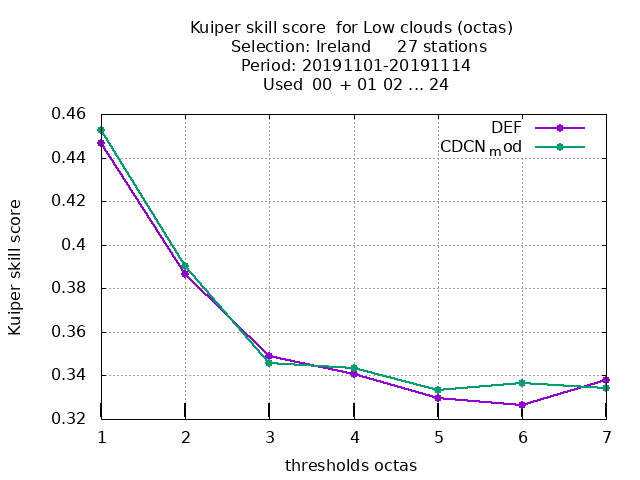 Kuiper skill score  for Low clouds (octas)
Selection: Ireland     27 stations
Period: 20191101-20191114
Used  00 + 01 02 ... 24
DEF
CDCNmod
0.46
0.44
0.42
0.4
0.38
0.36
0.34
0.32
Kuiper skill score
1 2 3 4 5 6 7
thresholds octas